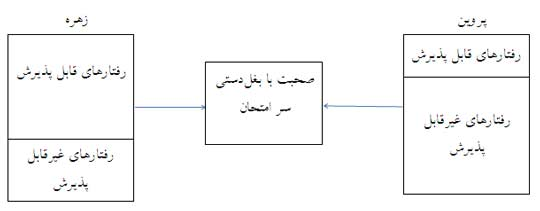 پروین
رفتارهای قابل پذیرش
رفتارهای غیرقابل
پذیرش
صحبت با بغل‌دستی
سر امتحان
زهره
رفتارهای قابل پذیرش
رفتارهای غیرقابل
پذیرش